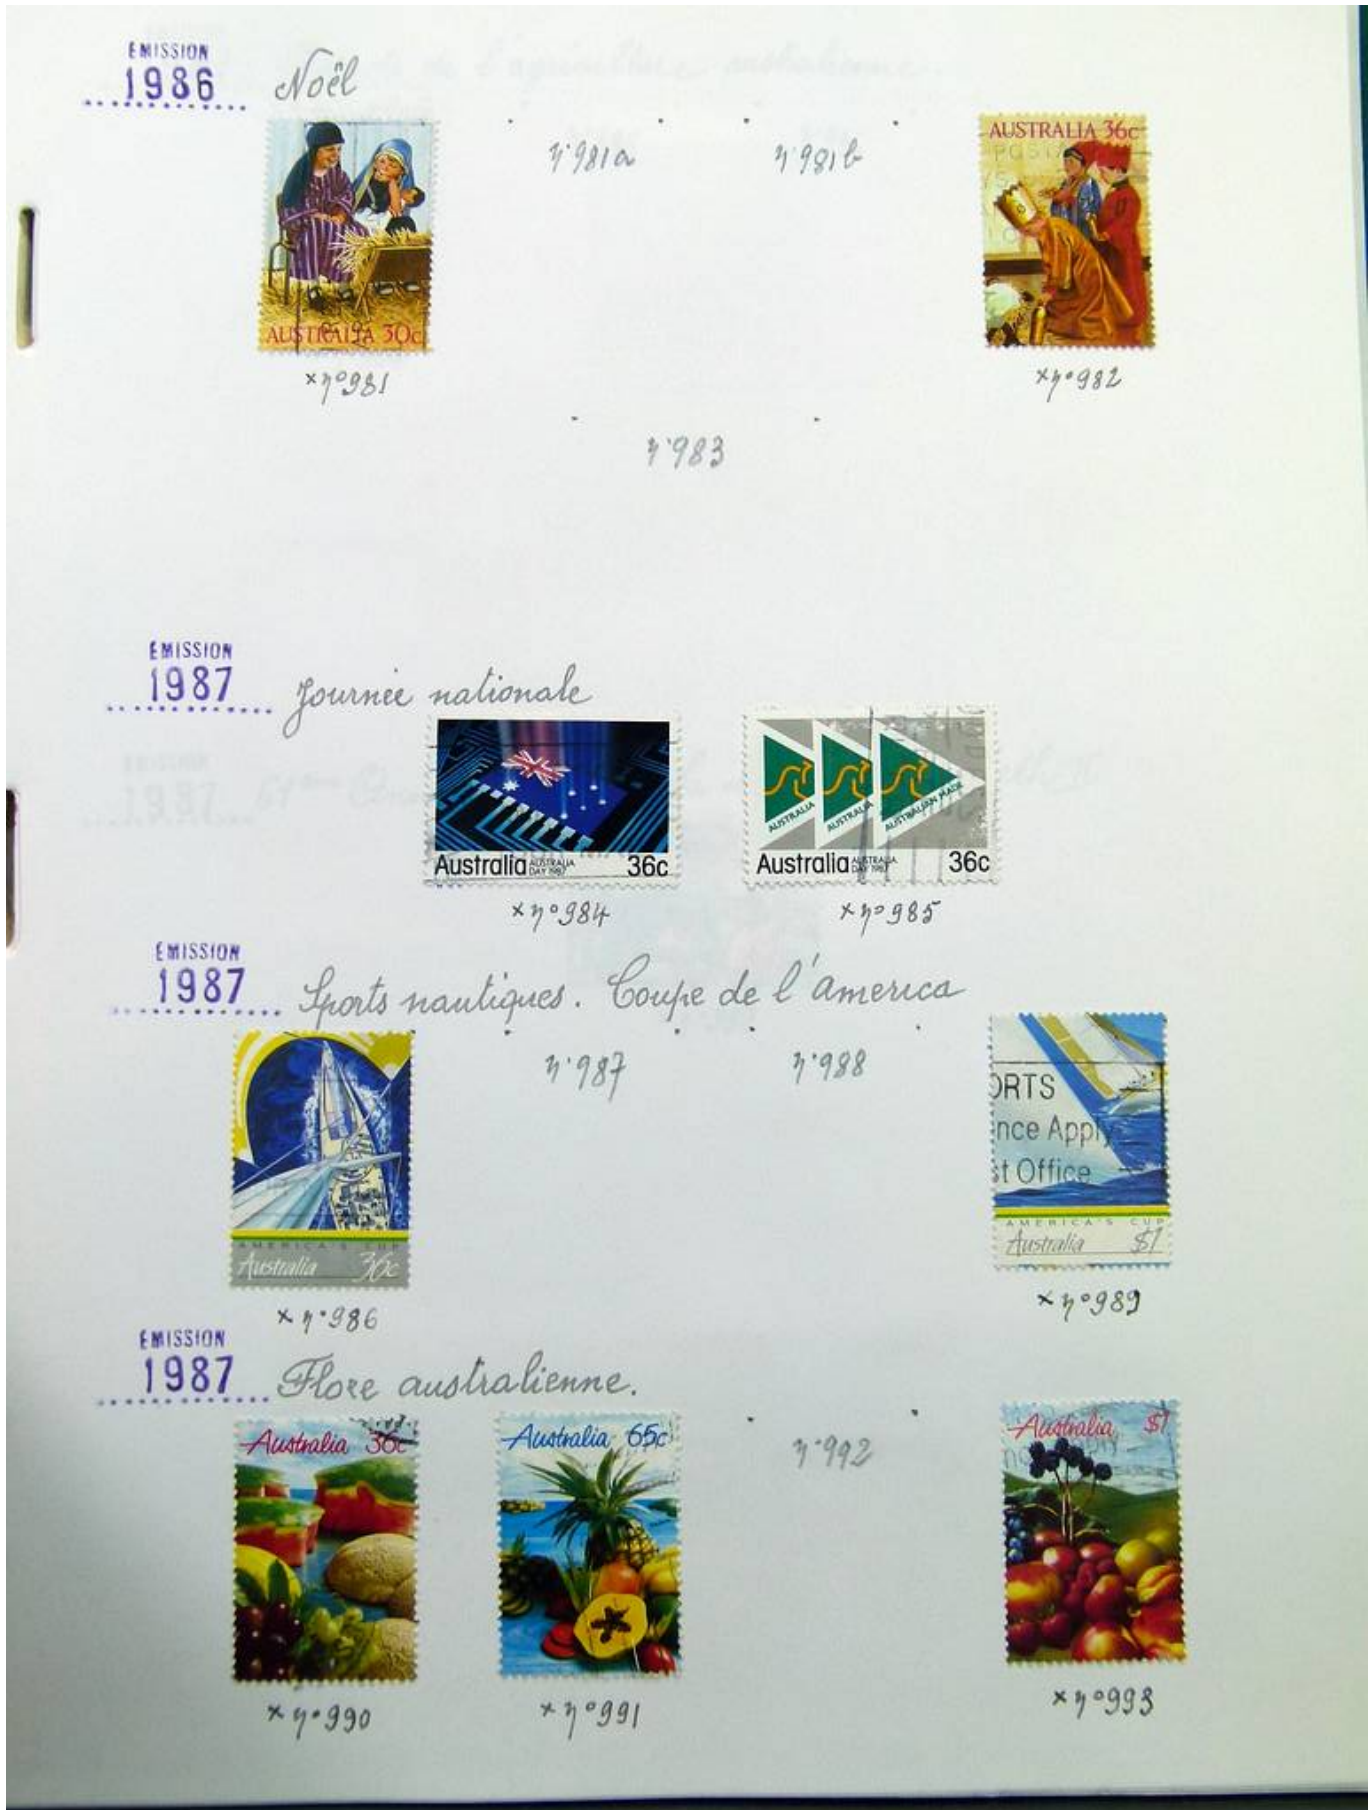 EMISSION
1986 Noël
n°981a n°981b
AUSTRALIA 36c
AUSTRALIA 30c
x n°981
x n°982
n°983
EMISSION
1987 Journée nationale
Australia AUSTRALIA DAY 1987 36c
AUSTRALIA AUSTRALIA AUSTRALIAN MADE
Australia AUSTRALIA DAY 1987 36c
x n°984
x n°985
EMISSION
1987 Sports nautiques. Coupe de l'america
n°987 n°988
ORTS
nce Apply
st Office
AMERICA'S CUP
Australia 36c
AMERICA'S CUP
Australia $1
x n°986
x n°989
EMISSION
1987 Flore australienne.
Australia 36c
Australia 65c
n°992
Australia $1
x n°990
x n°991
x n°993